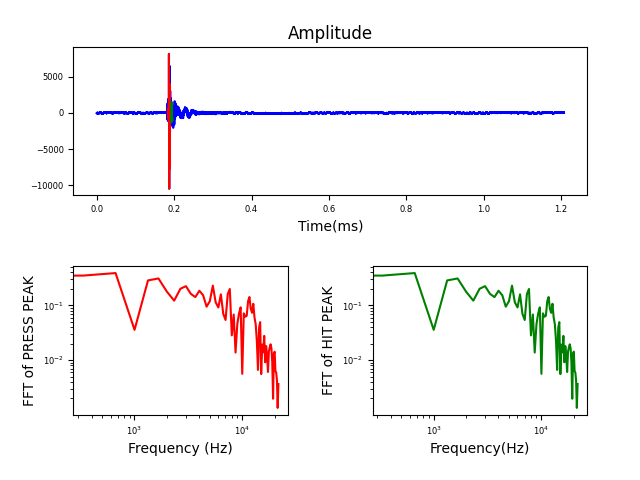 Amplitude
5000
0
−5000
−10000
0.0 0.2 0.4 0.6 0.8 1.0 1.2
Time(ms)
FFT of PRESS PEAK
10⁻¹
10⁻²
10³ 10⁴
Frequency (Hz)
FFT of HIT PEAK
10⁻¹
10⁻²
10³ 10⁴
Frequency(Hz)